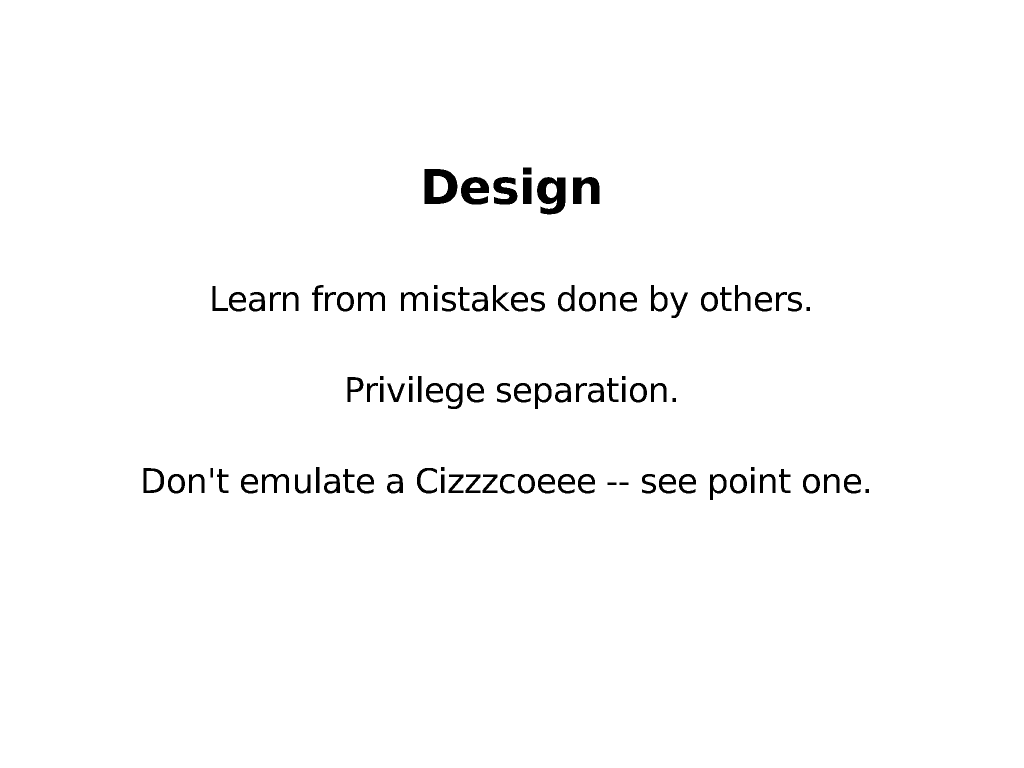 Design
Learn from mistakes done by others.
Privilege separation.
Don't emulate a Cizzzcoeee -- see point one.